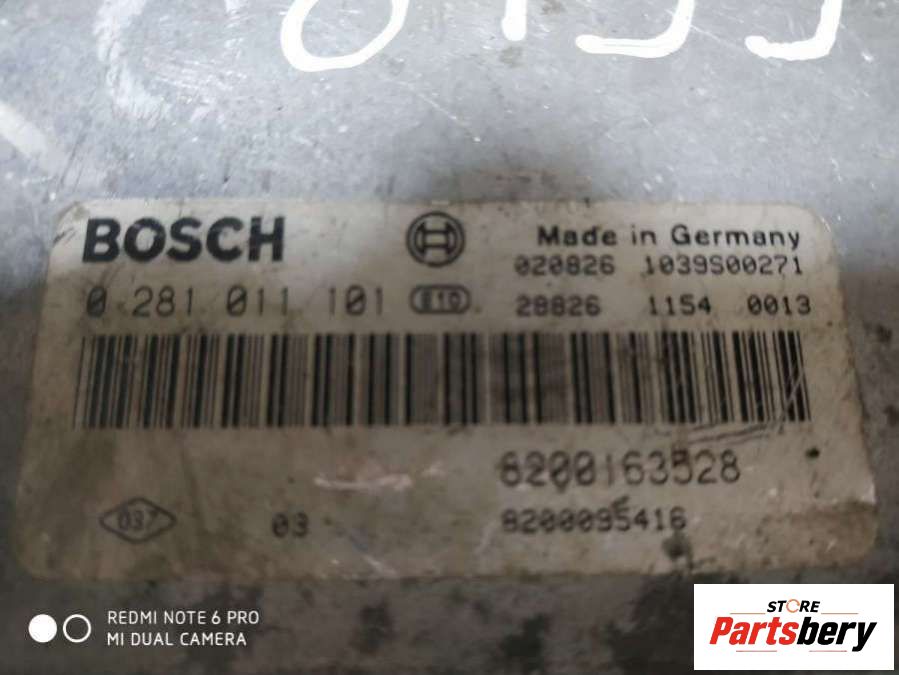 BOSCH
Made in Germany
020826 1039S00271
0 281 011 101 E10
28826 1154 0013
8200163528
037
03
8200095416
REDMI NOTE 6 PRO
MI DUAL CAMERA
STORE
Partsbery